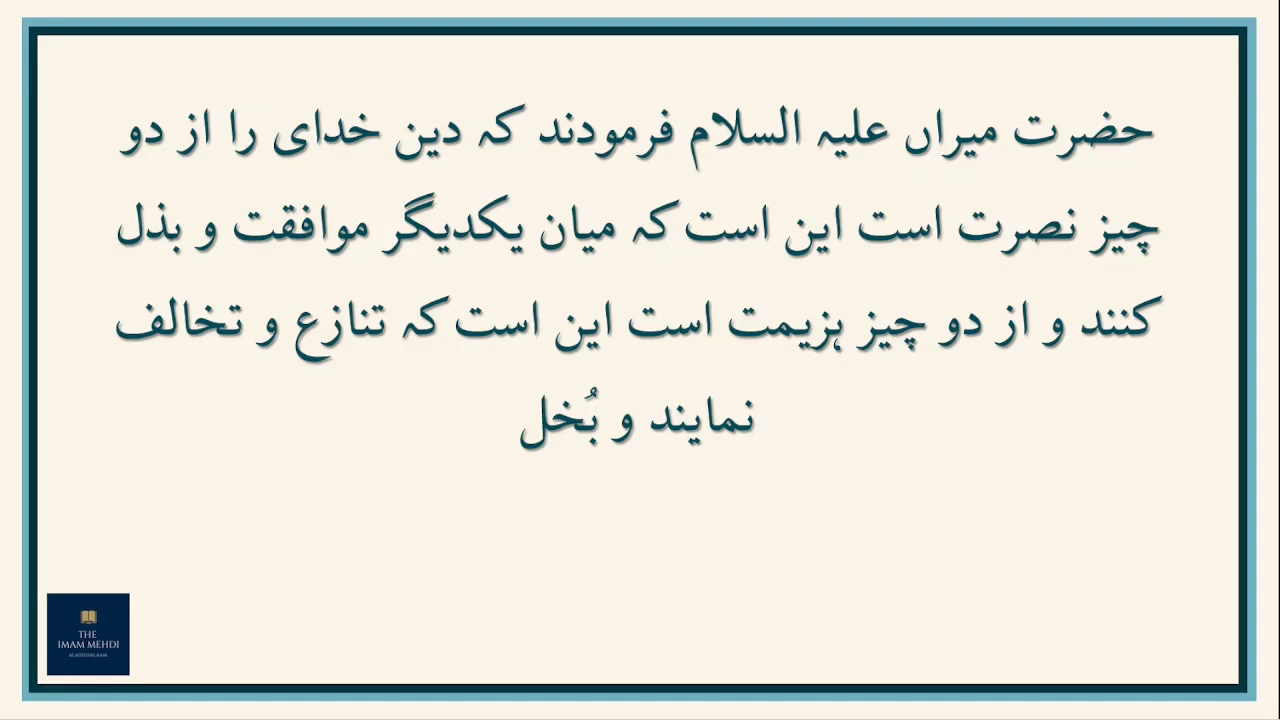 حضرت میراں علیہ السلام فرمودند کہ دین خدای را از دو
چیز نصرت است این است کہ میان یکدیگر موافقت و بذل
کنند و از دو چیز ہزیمت است این است کہ تنازع و تخالف
نمایند و بُخل
THE
IMAM MEHDI
ALAIHISSALAAM